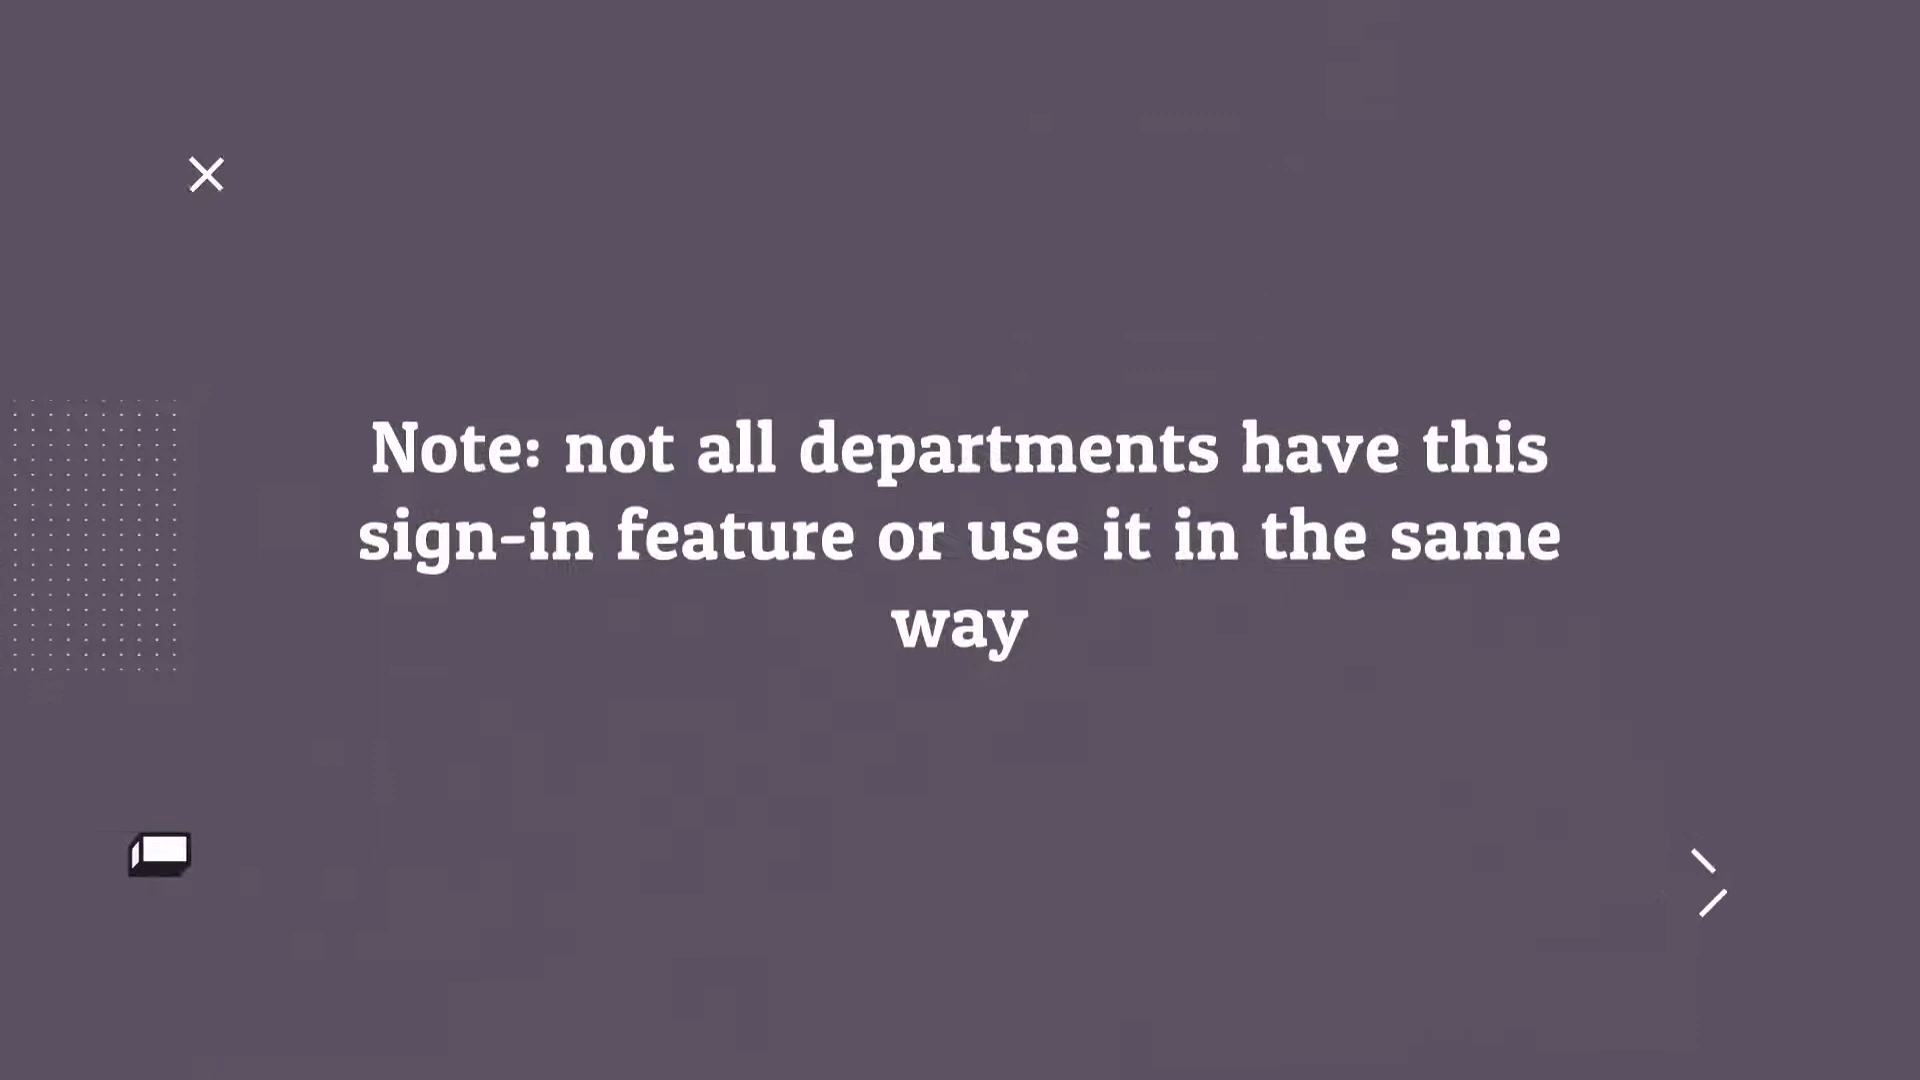 Note: not all departments have this
sign-in feature or use it in the same
way